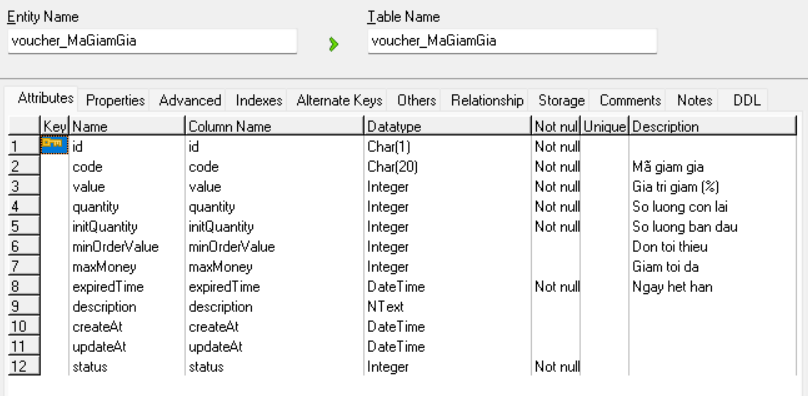 Entity Name Table Name
voucher_MaGiamGia voucher_MaGiamGia
Attributes Properties Advanced Indexes Alternate Keys Others Relationship Storage Comments Notes DDL
Key Name Column Name Datatype Not nul Unique Description
1 id id Char(1) Not null
2 code code Char(20) Not null Mã giam gia
3 value value Integer Not null Gia tri giam (%)
4 quantity quantity Integer Not null So luong con lai
5 initQuantity initQuantity Integer Not null So luong ban dau
6 minOrderValue minOrderValue Integer Don toi thieu
7 maxMoney maxMoney Integer Giam toi da
8 expiredTime expiredTime DateTime Not null Ngay het han
9 description description NText
10 createAt createAt DateTime
11 updateAt updateAt DateTime
12 status status Integer Not null